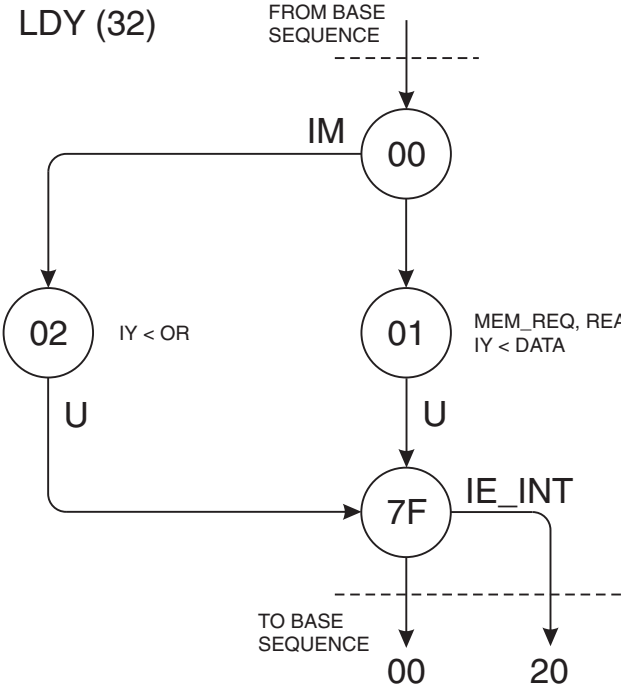 LDY (32)
FROM BASE
SEQUENCE
IM
00
02
IY < OR
01
MEM_REQ, REA
IY < DATA
U
U
7F
IE_INT
TO BASE
SEQUENCE
00
20